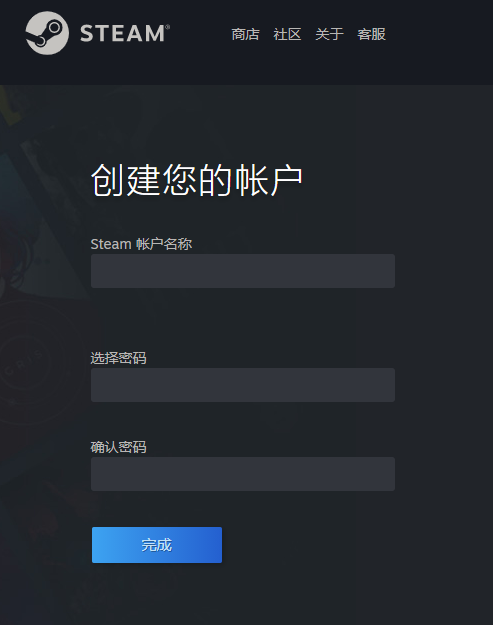 STEAM®
商店 社区 关于 客服
创建您的帐户
Steam 帐户名称
选择密码
确认密码
完成